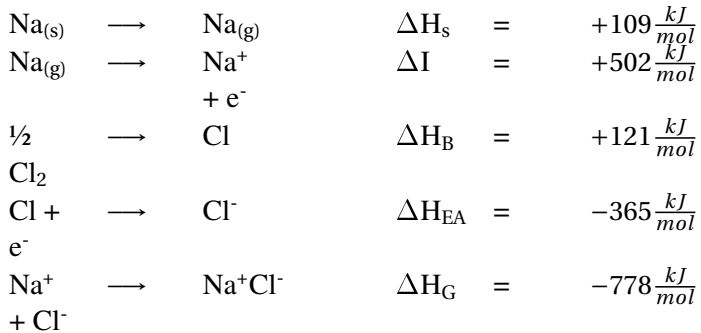 Na(s) ⟶ Na(g) ΔHs = +109 kJ/mol
Na(g) ⟶ Na⁺ ΔI = +502 kJ/mol
+ e⁻
½ ⟶ Cl ΔHB = +121 kJ/mol
Cl₂
Cl + ⟶ Cl⁻ ΔHEA = −365 kJ/mol
e⁻
Na⁺ ⟶ Na⁺Cl⁻ ΔHG = −778 kJ/mol
+ Cl⁻